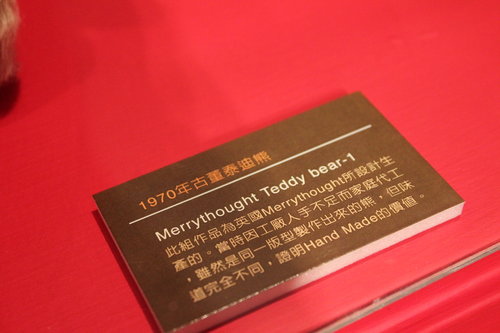 1970年古董泰迪熊
Merrythought Teddy bear-1
此組作品為英國Merrythought所設計生
產的。當時因工廠人手不足而家庭代工
，雖然是同一版型製作出來的熊，但味
道完全不同，證明Hand Made的價值。